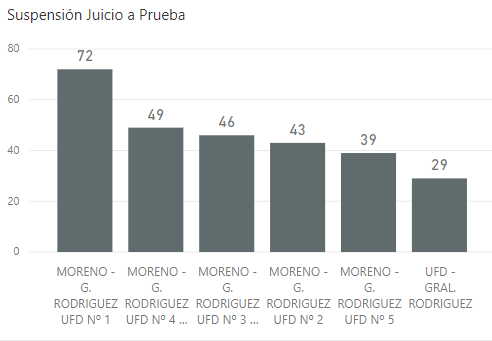 Suspensión Juicio a Prueba
80
60
40
20
0
72
49
46
43
39
29
MORENO -
G.
RODRIGUEZ
UFD Nº 1
MORENO -
G.
RODRIGUEZ
UFD Nº 4 ...
MORENO -
G.
RODRIGUEZ
UFD Nº 3 ...
MORENO -
G.
RODRIGUEZ
UFD Nº 2
MORENO -
G.
RODRIGUEZ
UFD Nº 5
UFD -
GRAL.
RODRIGUEZ